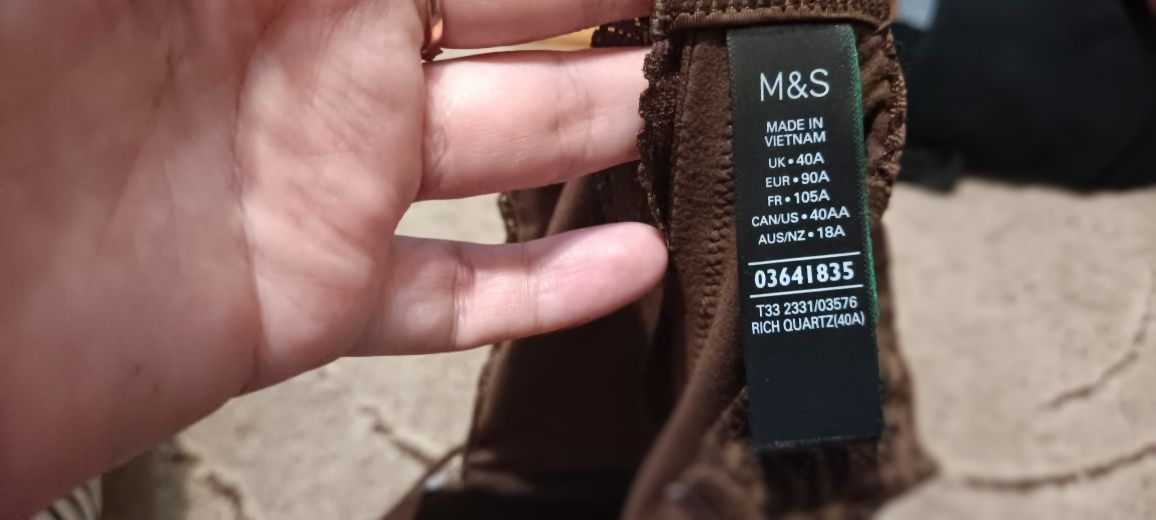 M&S
MADE IN
VIETNAM
UK • 40A
EUR • 90A
FR • 105A
CAN/US • 40AA
AUS/NZ • 18A
03641835
T33 2331/03576
RICH QUARTZ(40A)